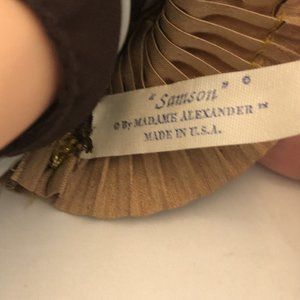 "Samson" ©
© By MADAME ALEXANDER ™
MADE IN U.S.A.